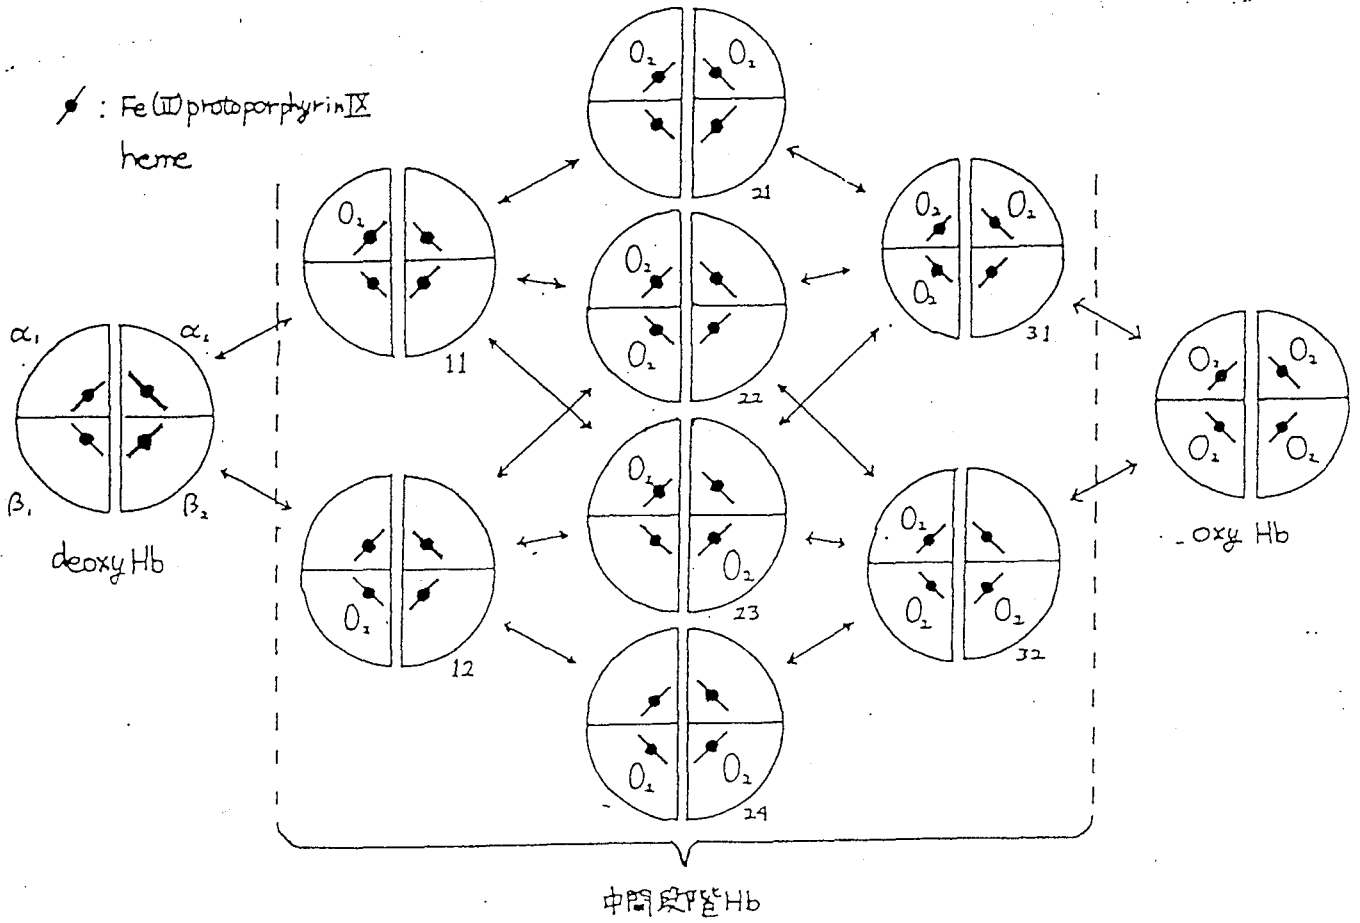 : Fe(II)protoporphyrin IX
heme
O₂ O₂
21
O₂
11
O₂
O₂
22
O₂ O₂
O₂
31
α₁ α₂
β₁ β₂
deoxy Hb
O₂
12
O₂
O₂
23
O₂
O₂ O₂
32
O₂ O₂
O₂ O₂
oxy Hb
O₂ O₂
24
中間段階Hb